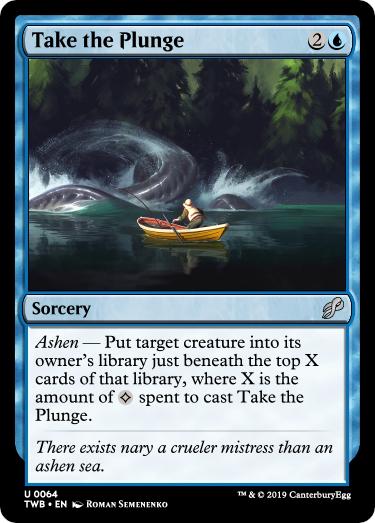 Take the Plunge 2
Sorcery
Ashen — Put target creature into its
owner's library just beneath the top X
cards of that library, where X is the
amount of spent to cast Take the
Plunge.
There exists nary a crueler mistress than an
ashen sea.
U 0064
TWB • EN Roman Semenenko ™ & © 2019 CanterburyEgg